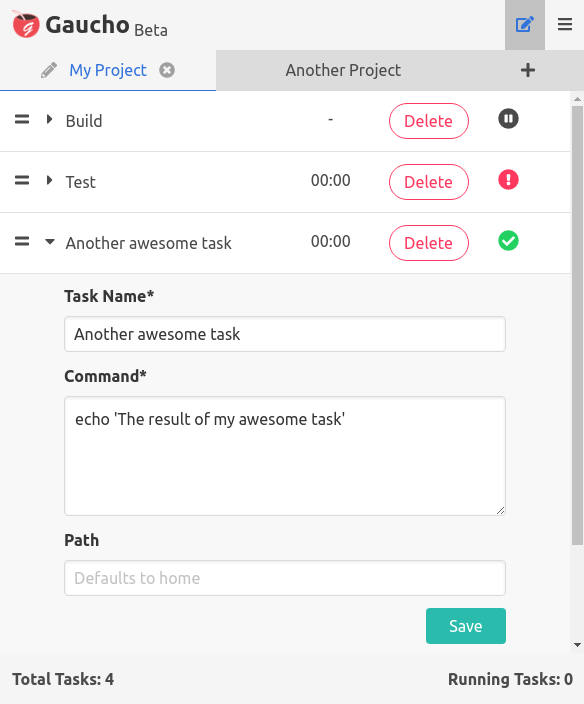 Gaucho Beta
My Project Another Project
Build - Delete
Test 00:00 Delete
Another awesome task 00:00 Delete
Task Name*
Another awesome task
Command*
echo 'The result of my awesome task'
Path
Defaults to home
Save
Total Tasks: 4 Running Tasks: 0